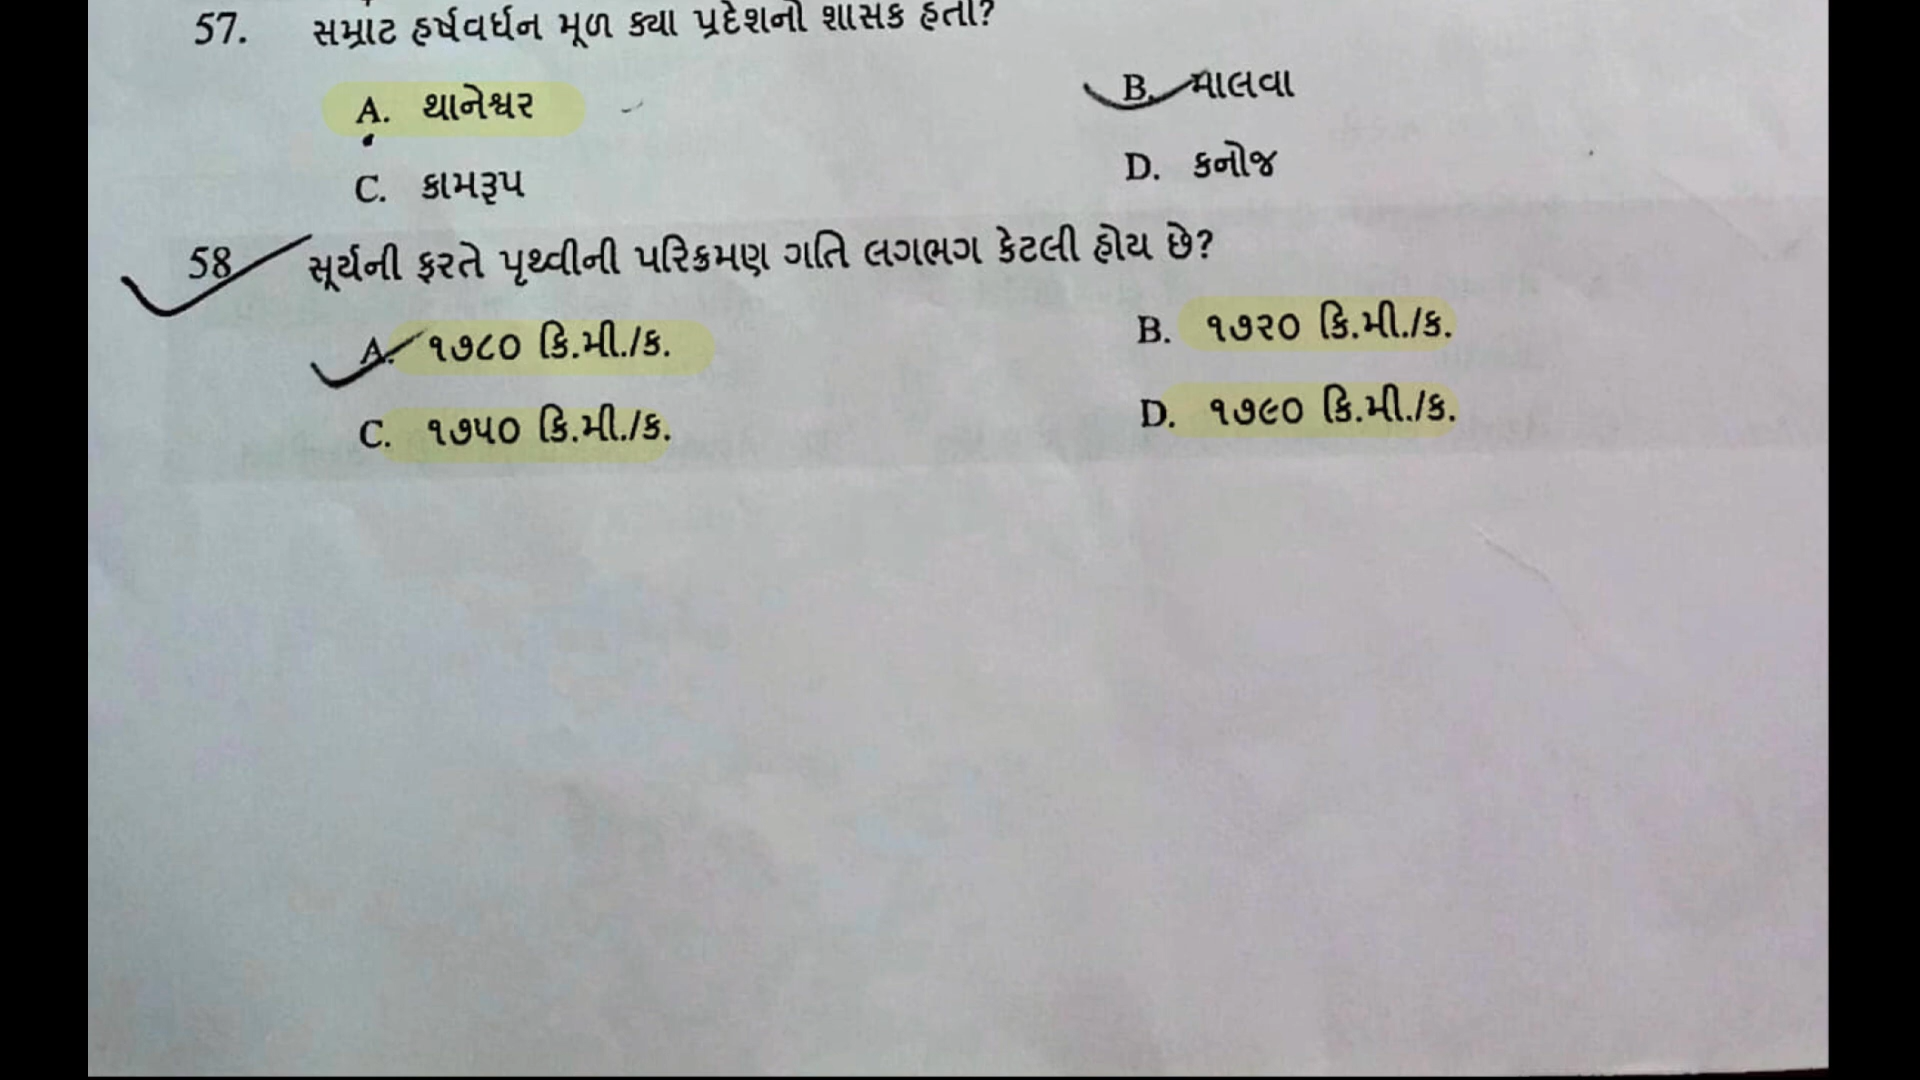 57. સમ્રાટ હર્ષવર્ધન મૂળ ક્યા પ્રદેશનો શાસક હતો?
A. થાનેશ્વર B. માલવા
C. કામરૂપ D. કનોજ
58 સૂર્યની ફરતે પૃથ્વીની પરિક્રમણ ગતિ લગભગ કેટલી હોય છે?
A. ૧૭૮૦ કિ.મી./ક. B. ૧૭૨૦ કિ.મી./ક.
C. ૧૭૫૦ કિ.મી./ક. D. ૧૭૯૦ કિ.મી./ક.